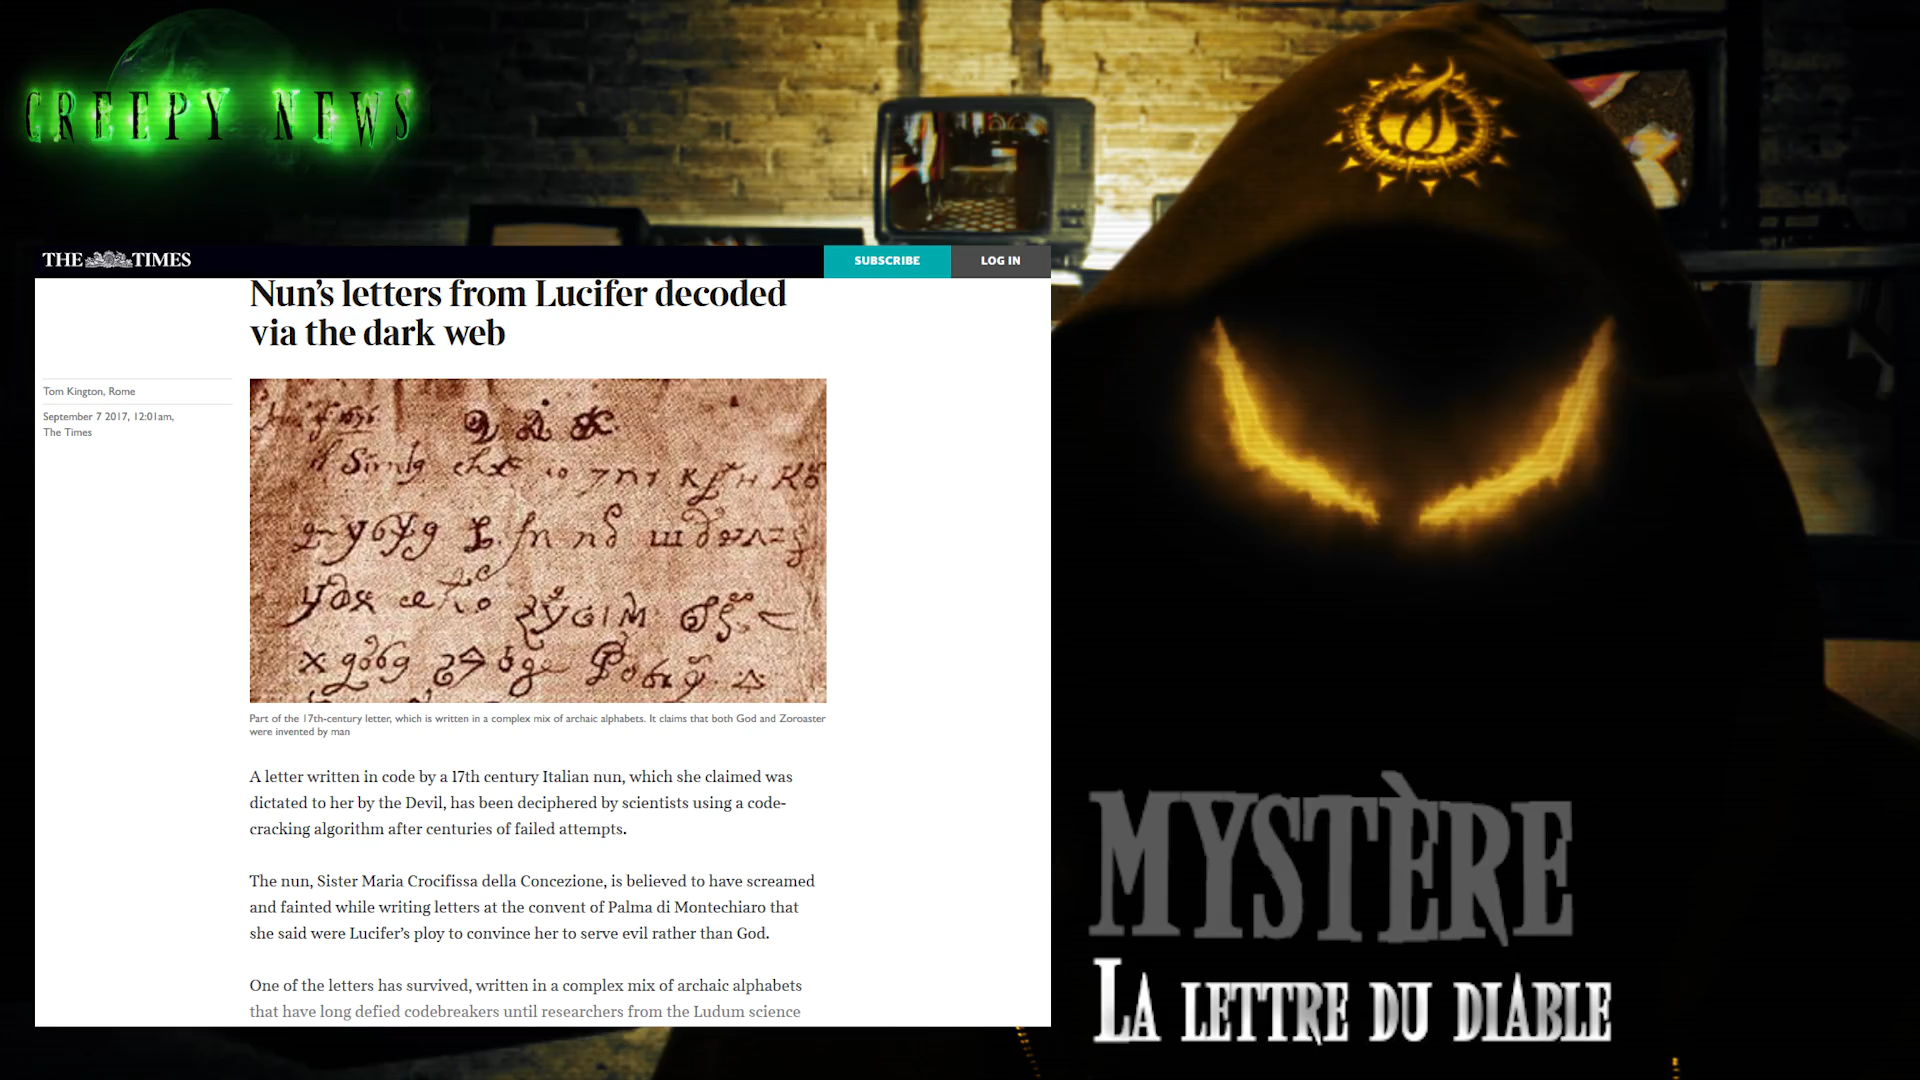 CREEPY NEWS
THE TIMES
SUBSCRIBE
LOG IN
Nun's letters from Lucifer decoded
via the dark web
Tom Kington, Rome
September 7 2017, 12:01am,
The Times
Part of the 17th-century letter, which is written in a complex mix of archaic alphabets. It claims that both God and Zoroaster
were invented by man
A letter written in code by a 17th century Italian nun, which she claimed was
dictated to her by the Devil, has been deciphered by scientists using a code-
cracking algorithm after centuries of failed attempts.
The nun, Sister Maria Crocifissa della Concezione, is believed to have screamed
and fainted while writing letters at the convent of Palma di Montechiaro that
she said were Lucifer's ploy to convince her to serve evil rather than God.
One of the letters has survived, written in a complex mix of archaic alphabets
that have long defied codebreakers until researchers from the Ludum science
MYSTÈRE
LA LETTRE DU DIABLE